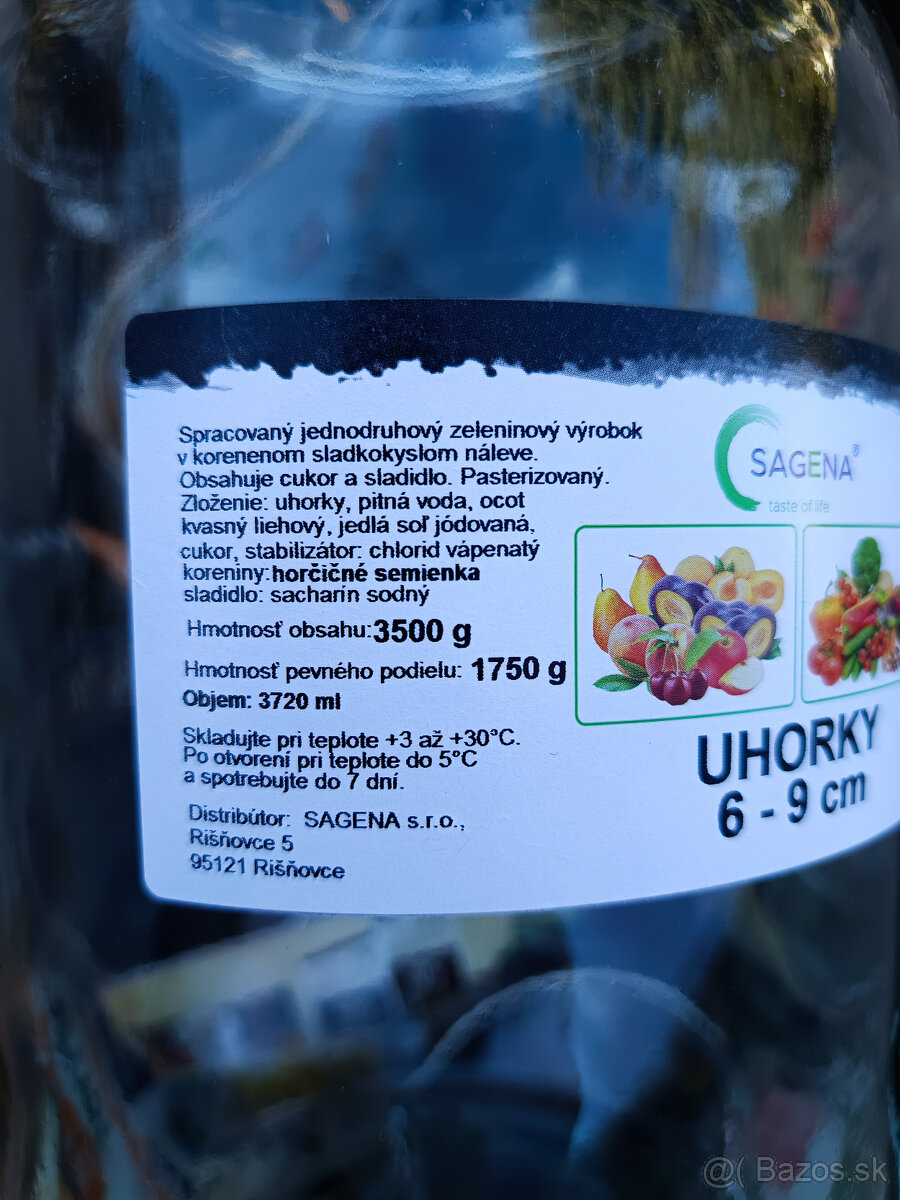 Spracovaný jednodruhový zeleninový výrobok
v korenenom sladkokyslom náleve.
Obsahuje cukor a sladidlo. Pasterizovaný.
Zloženie: uhorky, pitná voda, ocot
kvasný liehový, jedlá soľ jódovaná,
cukor, stabilizátor: chlorid vápenatý
koreniny:horčičné semienka
sladidlo: sacharín sodný
Hmotnosť obsahu:3500 g
Hmotnosť pevného podielu: 1750 g
Objem: 3720 ml
Skladujte pri teplote +3 až +30°C.
Po otvorení pri teplote do 5°C
a spotrebujte do 7 dní.
Distribútor: SAGENA s.r.o.,
Rišňovce 5
95121 Rišňovce
SAGENA®
taste of life
UHORKY
6 - 9 cm
@( Bazos.sk